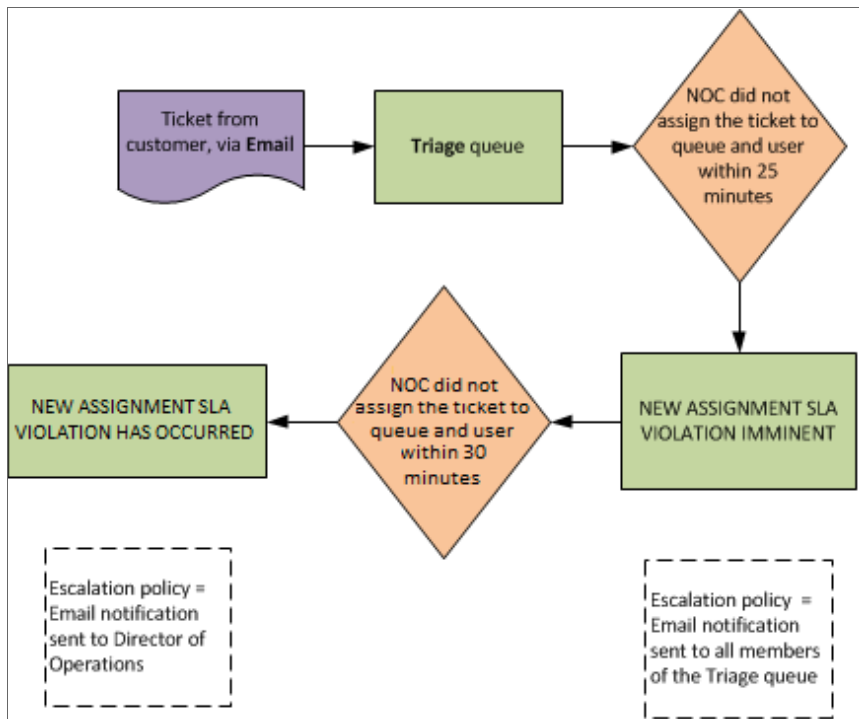 Ticket from
customer, via Email
Triage queue
NOC did not
assign the ticket to
queue and user
within 25
minutes
NEW ASSIGNMENT SLA
VIOLATION IMMINENT
NOC did not
assign the ticket to
queue and user
within 30
minutes
NEW ASSIGNMENT SLA
VIOLATION HAS OCCURRED
Escalation policy =
Email notification
sent to Director of
Operations
Escalation policy =
Email notification
sent to all members
of the Triage queue